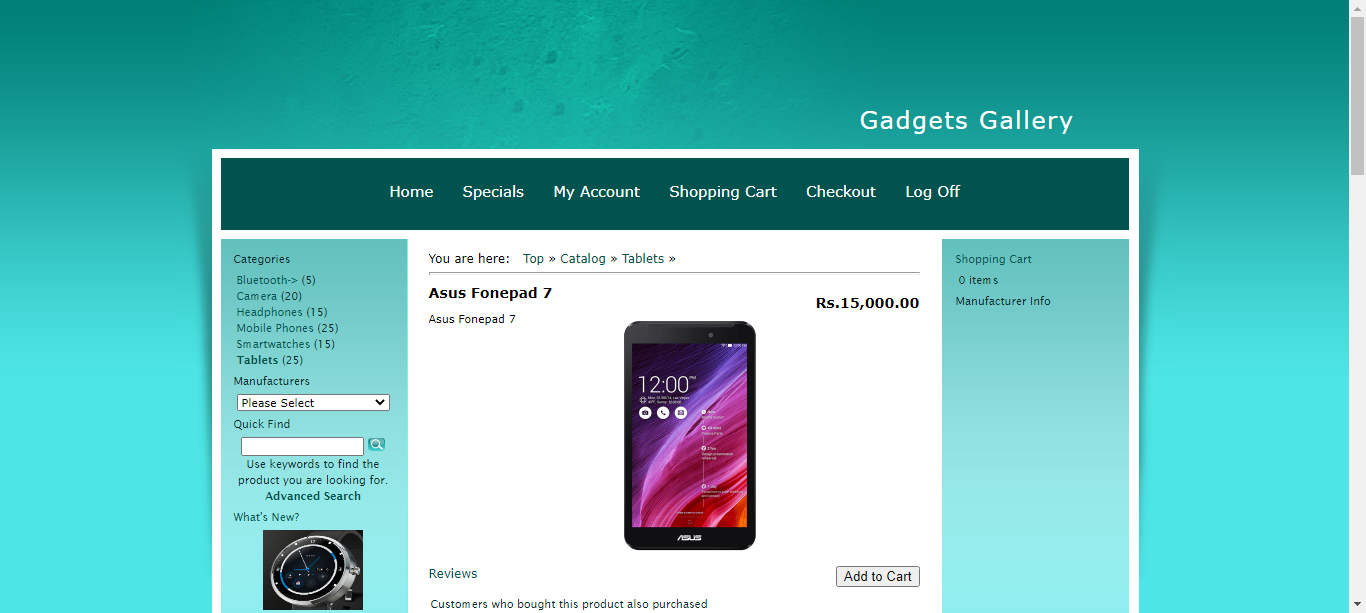 Gadgets Gallery
Home Specials My Account Shopping Cart Checkout Log Off
Categories
Bluetooth-> (5)
Camera (20)
Headphones (15)
Mobile Phones (25)
Smartwatches (15)
Tablets (25)
Manufacturers
Please Select
Quick Find
Use keywords to find the
product you are looking for.
Advanced Search
What's New?
You are here: Top » Catalog » Tablets »
Asus Fonepad 7
Rs.15,000.00
Asus Fonepad 7
12:00 PM
ASUS
Reviews
Add to Cart
Customers who bought this product also purchased
Shopping Cart
0 items
Manufacturer Info